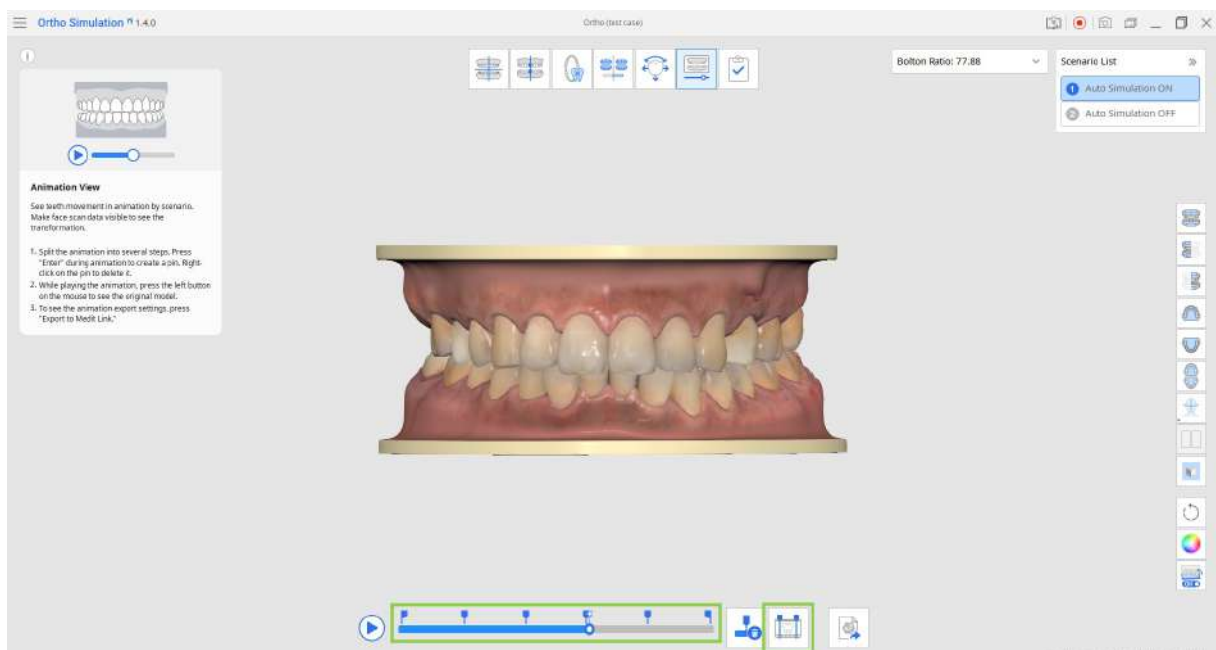 Ortho Simulation 1.4.0
Ortho (test case)
Bolton Ratio: 77.88
Scenario List
1 Auto Simulation ON
2 Auto Simulation OFF
Animation View
See teeth movement in animation by scenario.
Make face scan data visible to see the
transformation.
1. Split the animation into several steps. Press
"Enter" during animation to create a pin. Right-
click on the pin to delete it.
2. While playing the animation, press the left button
on the mouse to see the original model.
3. To see the animation export settings, press
"Export to Medit Link."